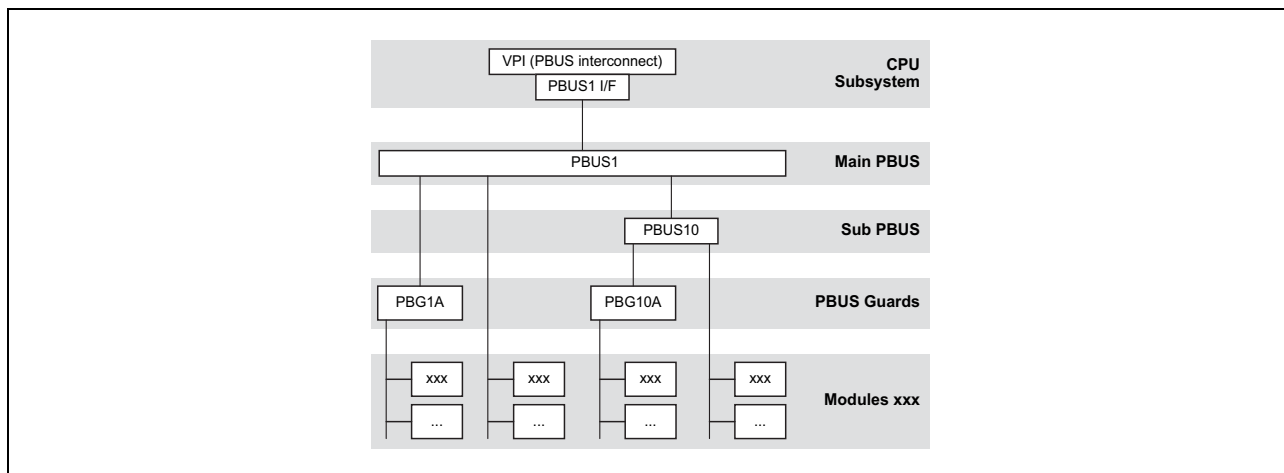 VPI (PBUS interconnect)
PBUS1 I/F
CPU
Subsystem
PBUS1
Main PBUS
PBUS10
Sub PBUS
PBG1A
PBG10A
PBUS Guards
xxx
xxx
xxx
xxx
...
...
...
...
Modules xxx